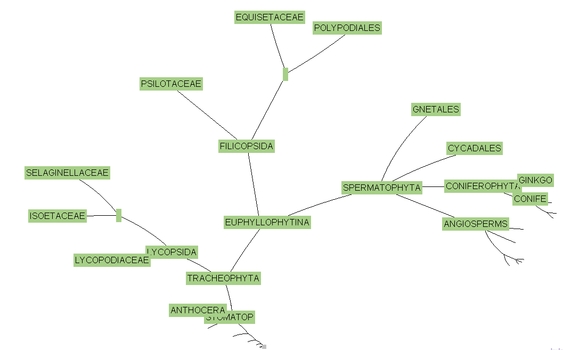 EQUISETACEAE
POLYPODIALES
PSILOTACEAE
GNETALES
FILICOPSIDA
CYCADALES
SELAGINELLACEAE
GINKGO
SPERMATOPHYTA
CONIFEROPHYTA
CONIFE
ISOETACEAE
EUPHYLLOPHYTINA
ANGIOSPERMS
LYCOPSIDA
LYCOPODIACEAE
TRACHEOPHYTA
ANTHOCERA
STOMATOP